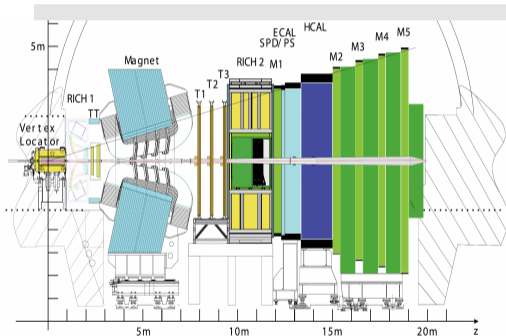 ECAL HCAL
SPD/PS
M5
M4
M3
M2
5m
Magnet
RICH 2 M1
T3
T2
T1
RICH 1
TT
Vertex
Locator
5m 10m 15m 20m z